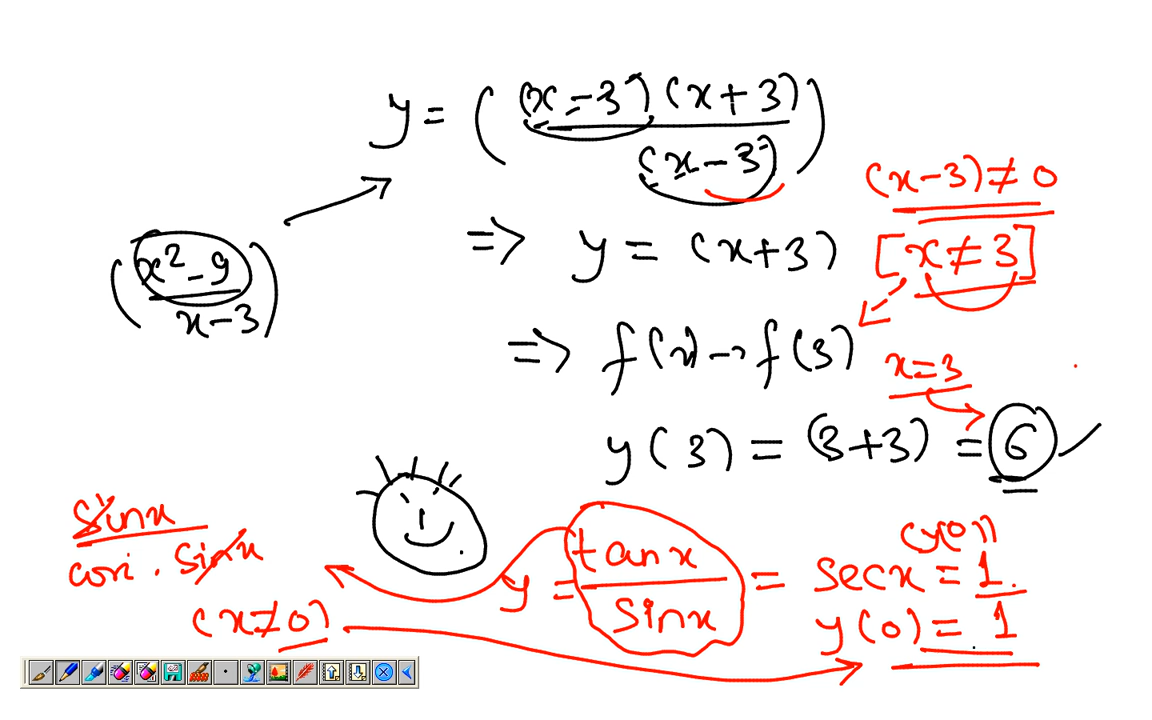 y = ( (x-3) (x+3) / (x-3) )
(x-3) ≠ 0
( x² - 9 / x-3 )
=> y = (x+3) [x ≠ 3]
=> f(x) → f(3)
x=3
y(3) = (3+3) = 6 ✓
sinx / cosx . sinx
(x≠0)
y = tanx / sinx = secx = 1.
y(0) = 1